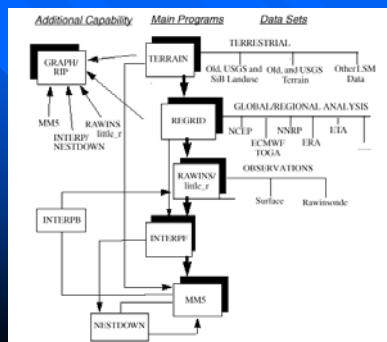 Additional Capability Main Programs Data Sets
TERRESTRIAL
GRAPH/
RIP
TERRAIN
Old, USGS and
SiB Landuse
Old, and USGS
Terrain
Other LSM
Data
GLOBAL/REGIONAL ANALYSIS
MM5
RAWINS
little_r
INTERP/
NESTDOWN
REGRID
NCEP
ECMWF
TOGA
NNRP
ERA
ETA
......
OBSERVATIONS
RAWINS/
little_r
Surface
Rawinsonde
INTERPB
INTERPF
MM5
NESTDOWN